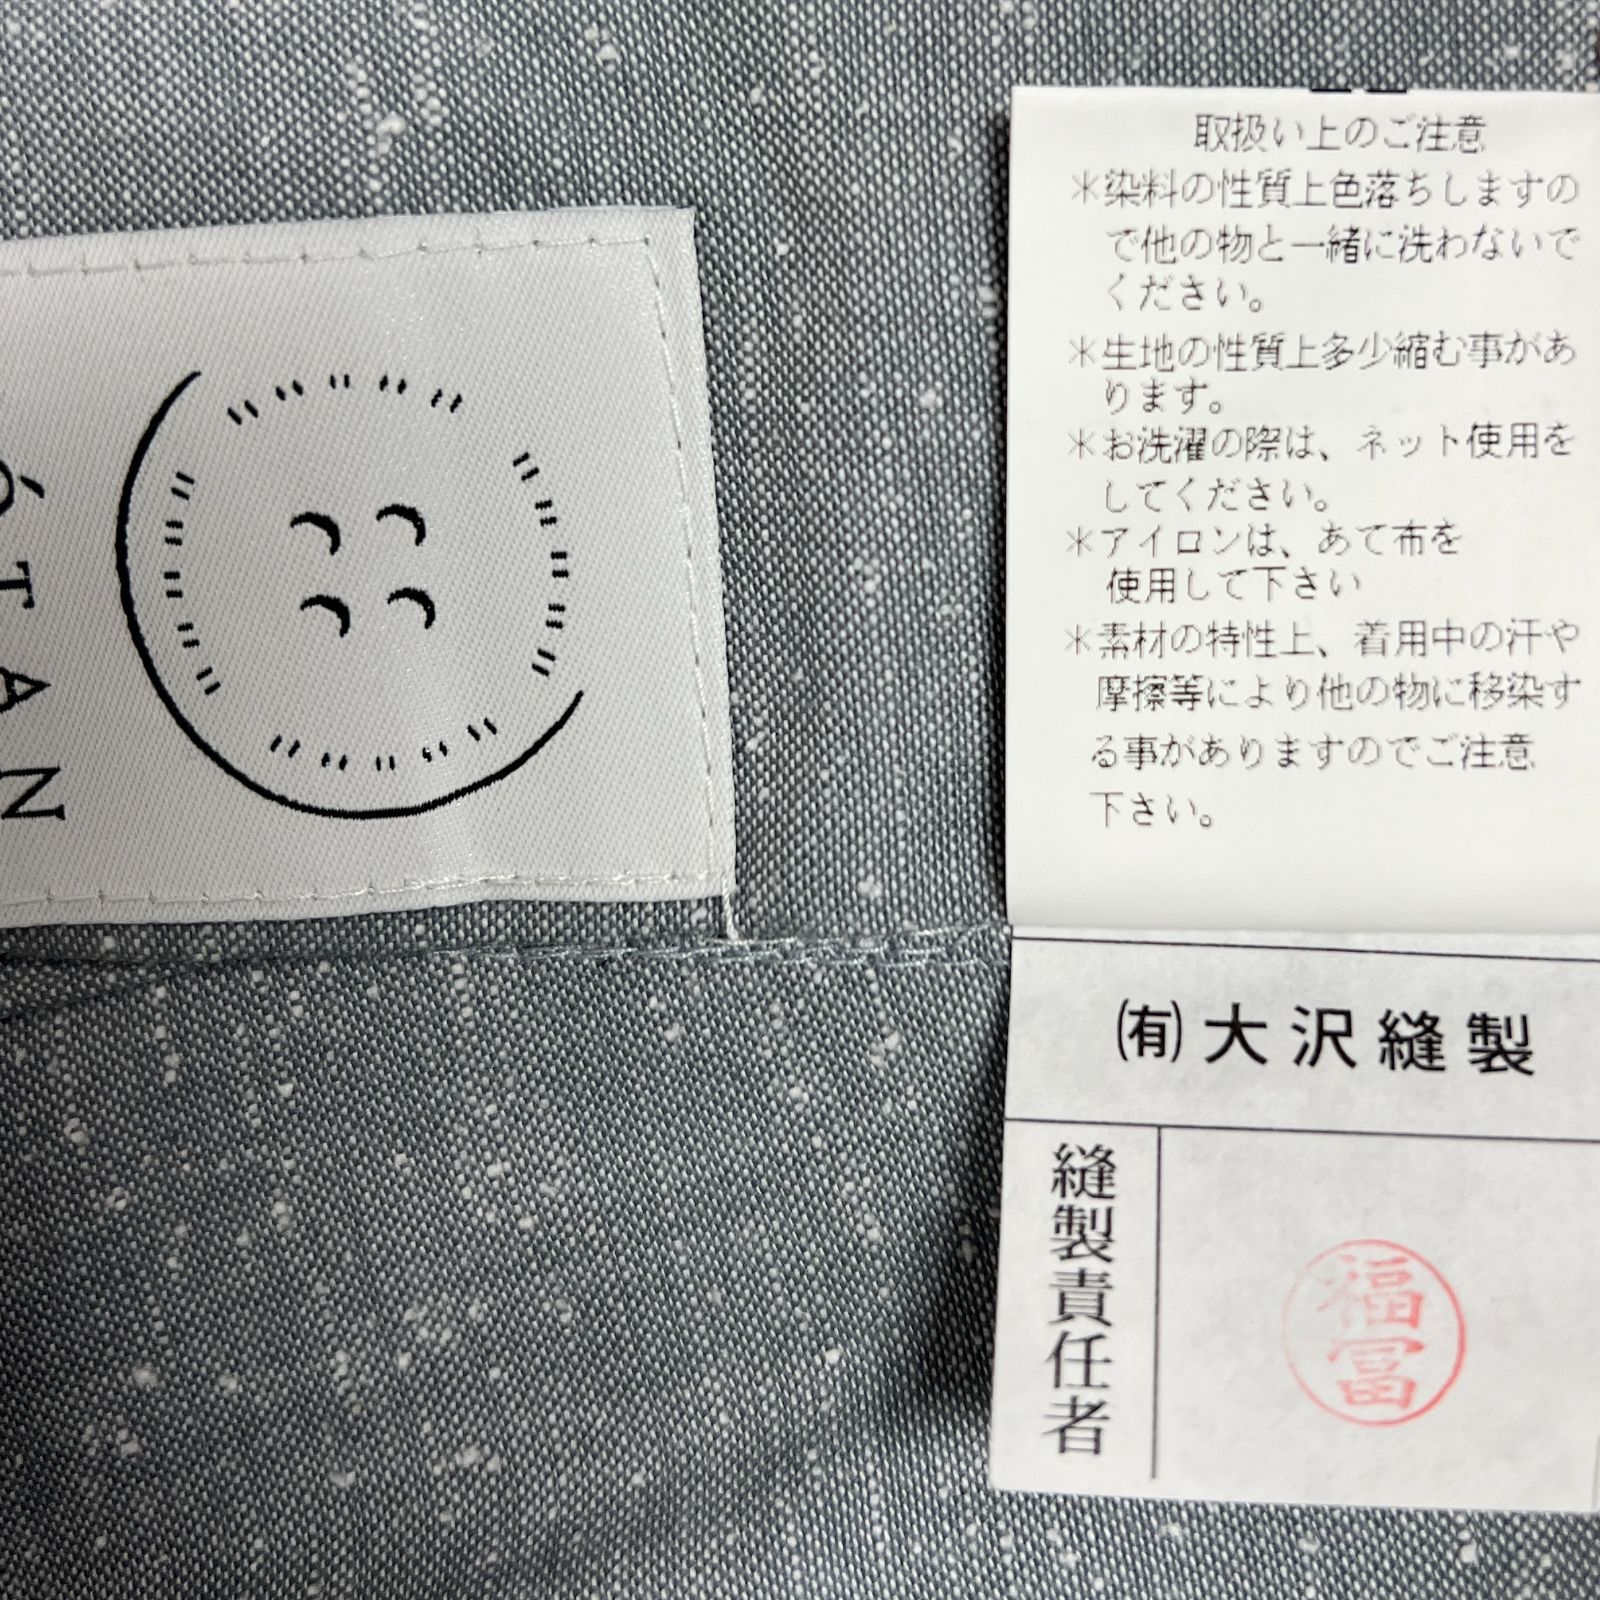 ÓTAN
取扱い上のご注意
＊染料の性質上色落ちしますの
で他の物と一緒に洗わないで
ください。
＊生地の性質上多少縮む事があ
ります。
＊お洗濯の際は、ネット使用を
してください。
＊アイロンは、あて布を
使用して下さい
＊素材の特性上、着用中の汗や
摩擦等により他の物に移染す
る事がありますのでご注意
下さい。
㈲大沢縫製
縫製責任者
福冨